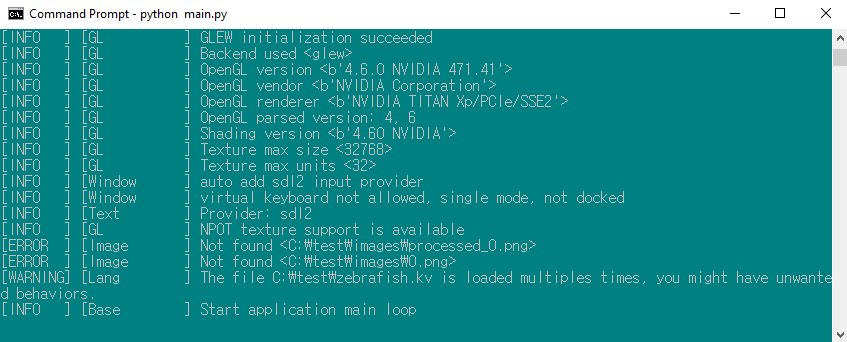 Command Prompt - python  main.py
[INFO   ] [GL          ] GLEW initialization succeeded
[INFO   ] [GL          ] Backend used <glew>
[INFO   ] [GL          ] OpenGL version <b'4.6.0 NVIDIA 471.41'>
[INFO   ] [GL          ] OpenGL vendor <b'NVIDIA Corporation'>
[INFO   ] [GL          ] OpenGL renderer <b'NVIDIA TITAN Xp/PCIe/SSE2'>
[INFO   ] [GL          ] OpenGL parsed version: 4, 6
[INFO   ] [GL          ] Shading version <b'4.60 NVIDIA'>
[INFO   ] [GL          ] Texture max size <32768>
[INFO   ] [GL          ] Texture max units <32>
[INFO   ] [Window      ] auto add sdl2 input provider
[INFO   ] [Window      ] virtual keyboard not allowed, single mode, not docked
[INFO   ] [Text        ] Provider: sdl2
[INFO   ] [GL          ] NPOT texture support is available
[ERROR  ] [Image       ] Not found <C:₩test₩images₩processed_0.png>
[ERROR  ] [Image       ] Not found <C:₩test₩images₩0.png>
[WARNING] [Lang        ] The file C:₩test₩zebrafish.kv is loaded multiples times, you might have unwante
d behaviors.
[INFO   ] [Base        ] Start application main loop